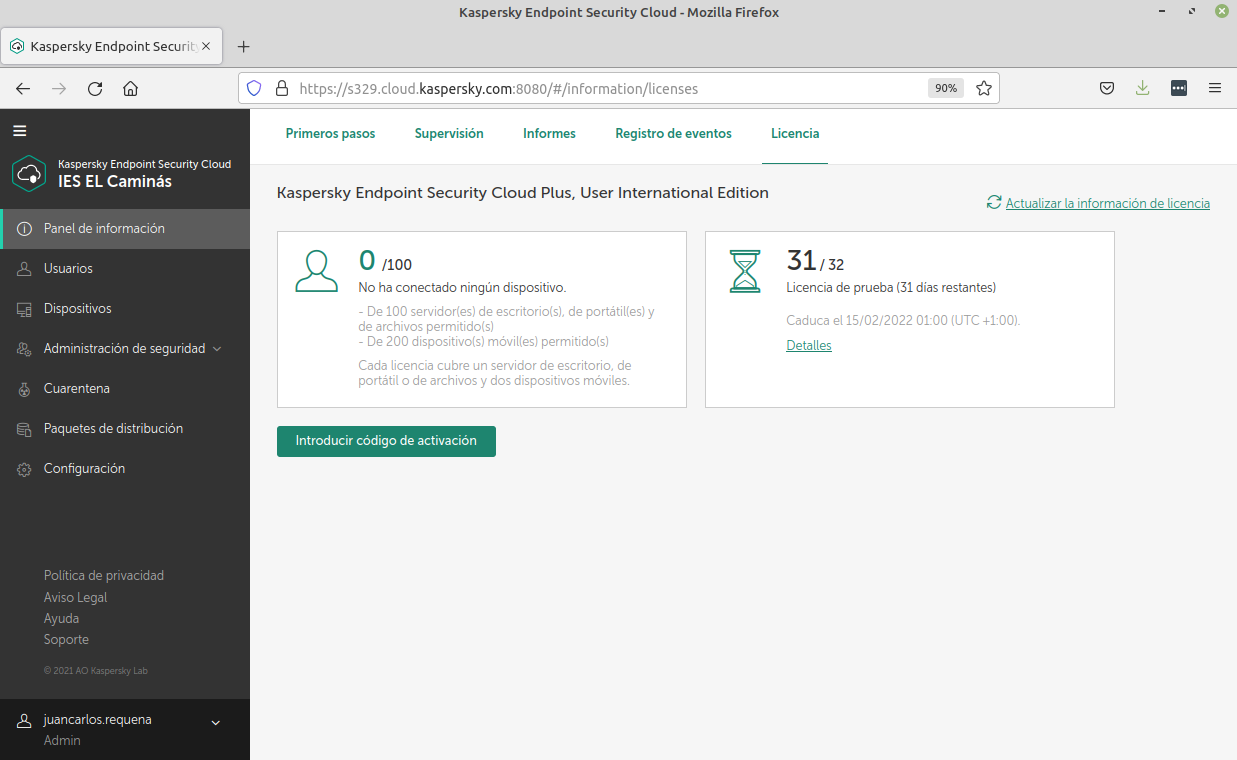 Kaspersky Endpoint Security Cloud - Mozilla Firefox
Kaspersky Endpoint Securit
https://s329.cloud.kaspersky.com:8080/#/information/licenses
90%
Kaspersky Endpoint Security Cloud
IES EL Caminás
Panel de información
Usuarios
Dispositivos
Administración de seguridad
Cuarentena
Paquetes de distribución
Configuración
Política de privacidad
Aviso Legal
Ayuda
Soporte
© 2021 AO Kaspersky Lab
juancarlos.requena
Admin
Primeros pasos
Supervisión
Informes
Registro de eventos
Licencia
Kaspersky Endpoint Security Cloud Plus, User International Edition
Actualizar la información de licencia
0 /100
No ha conectado ningún dispositivo.
- De 100 servidor(es) de escritorio(s), de portátil(es) y
de archivos permitido(s)
- De 200 dispositivo(s) móvil(es) permitido(s)
Cada licencia cubre un servidor de escritorio, de
portátil o de archivos y dos dispositivos móviles.
31 / 32
Licencia de prueba (31 días restantes)
Caduca el 15/02/2022 01:00 (UTC +1:00).
Detalles
Introducir código de activación